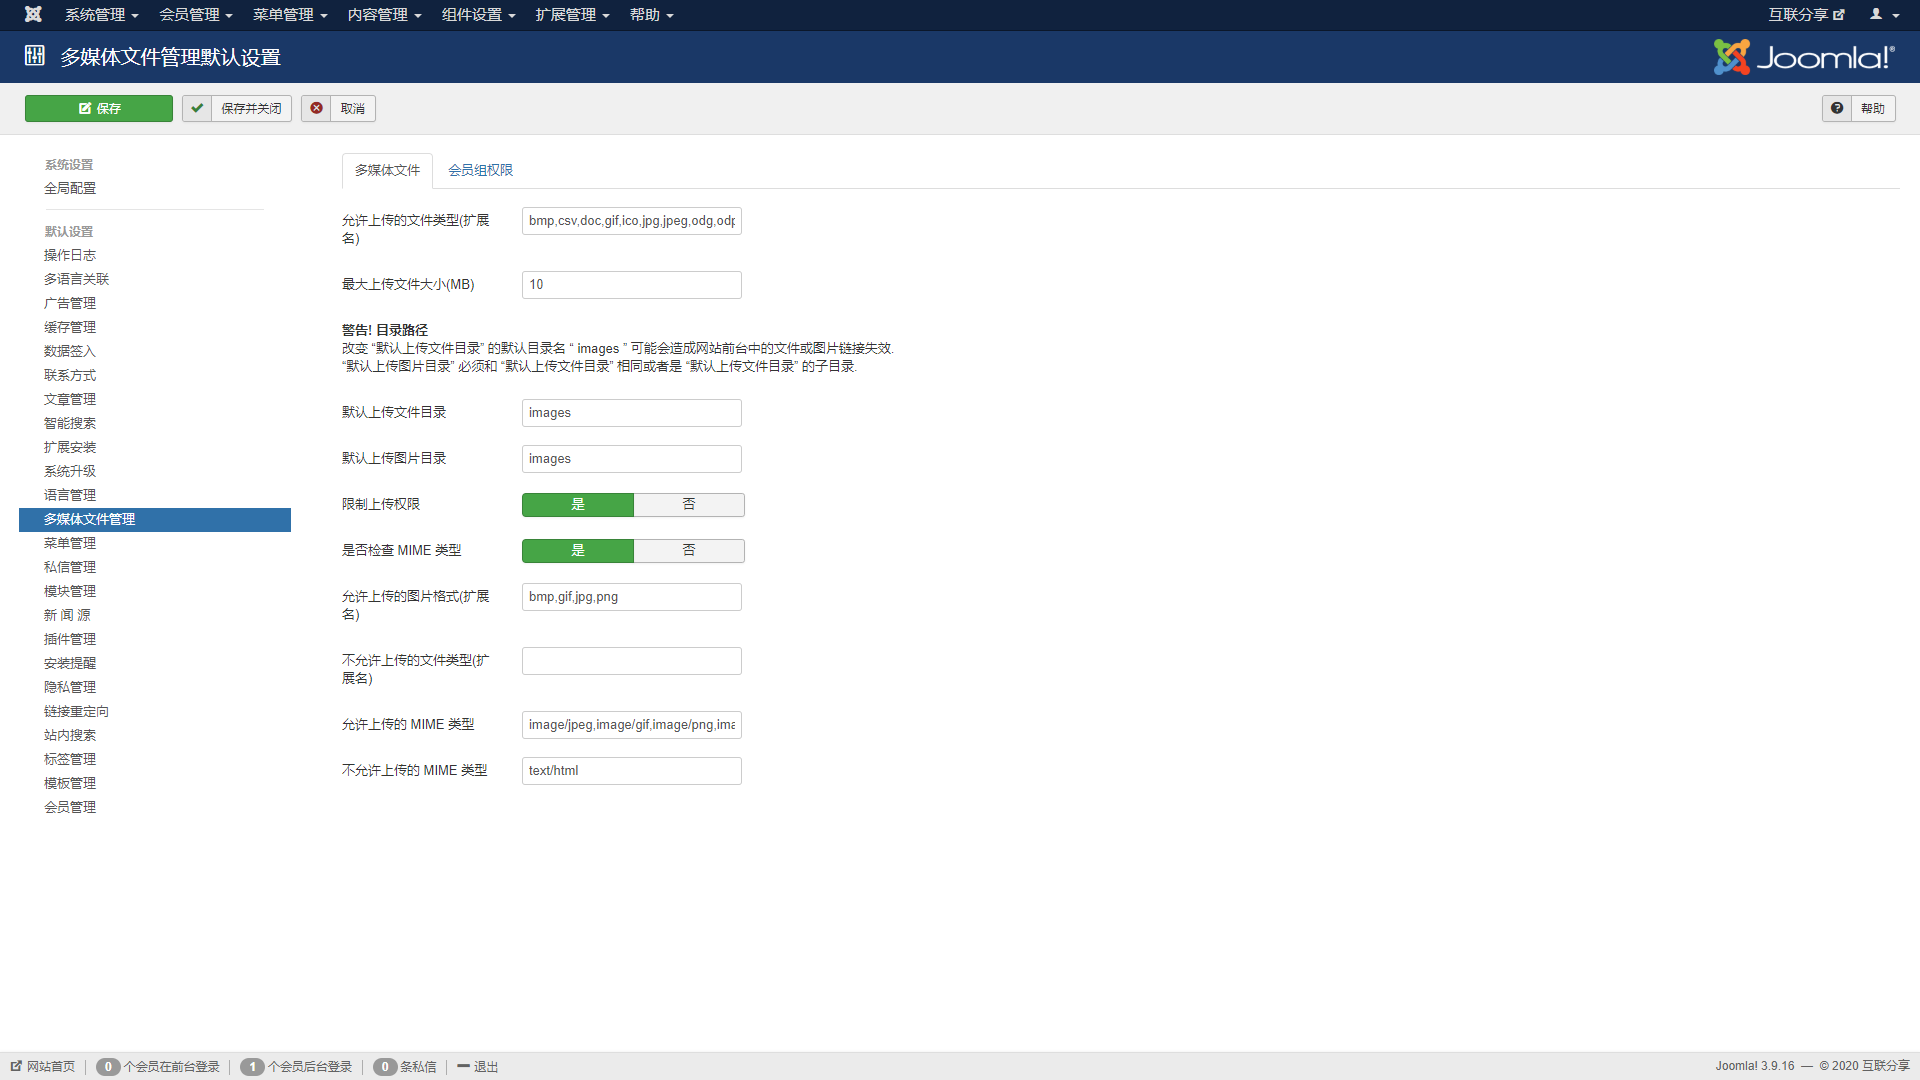 系统管理 会员管理 菜单管理 内容管理 组件设置 扩展管理 帮助 互联分享
多媒体文件管理默认设置 Joomla!®
保存 保存并关闭 取消 帮助
系统设置
全局配置
默认设置
操作日志
多语言关联
广告管理
缓存管理
数据签入
联系方式
文章管理
智能搜索
扩展安装
系统升级
语言管理
多媒体文件管理
菜单管理
私信管理
模块管理
新 闻 源
插件管理
安装提醒
隐私管理
链接重定向
站内搜索
标签管理
模板管理
会员管理
多媒体文件 会员组权限
允许上传的文件类型(扩展
名)
bmp,csv,doc,gif,ico,jpg,jpeg,odg,odp
最大上传文件大小(MB) 10
警告! 目录路径
改变 “默认上传文件目录” 的默认目录名 “ images ” 可能会造成网站前台中的文件或图片链接失效.
“默认上传图片目录” 必须和 “默认上传文件目录” 相同或者是 “默认上传文件目录” 的子目录.
默认上传文件目录 images
默认上传图片目录 images
限制上传权限 是 否
是否检查 MIME 类型 是 否
允许上传的图片格式(扩展
名)
bmp,gif,jpg,png
不允许上传的文件类型(扩
展名)
允许上传的 MIME 类型 image/jpeg,image/gif,image/png,ima
不允许上传的 MIME 类型 text/html
网站首页 0 个会员在前台登录 1 个会员后台登录 0 条私信 退出 Joomla! 3.9.16 — © 2020 互联分享